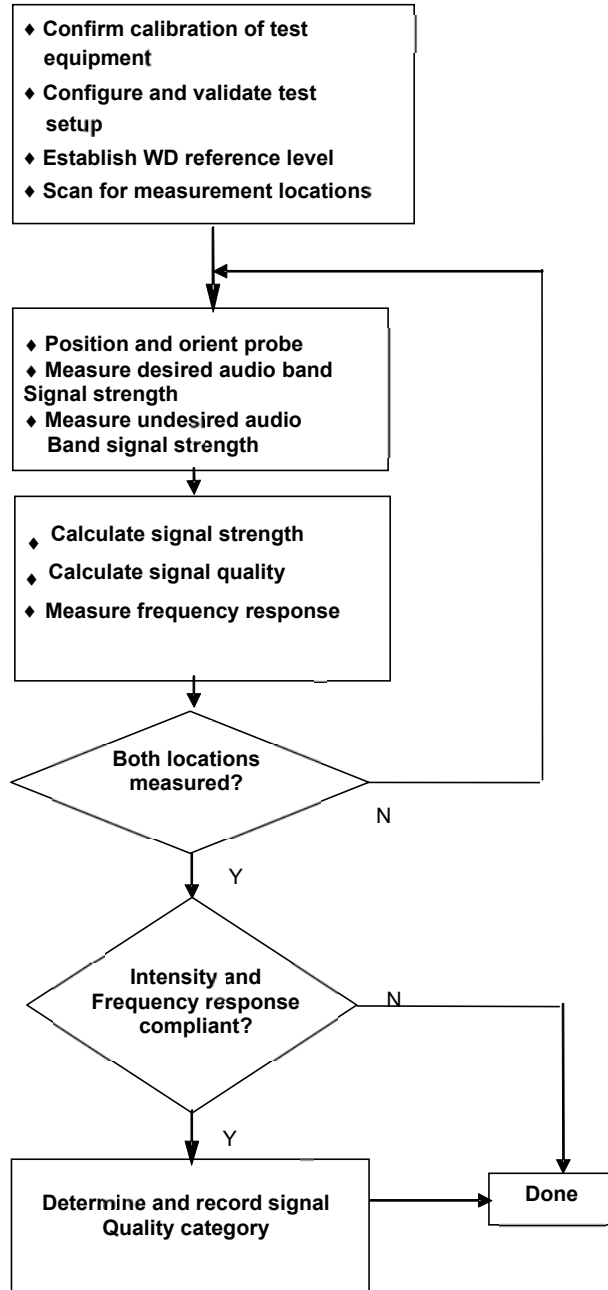 ♦ Confirm calibration of test
equipment
♦ Configure and validate test
setup
♦ Establish WD reference level
♦ Scan for measurement locations
♦ Position and orient probe
♦ Measure desired audio band
Signal strength
♦ Measure undesired audio
Band signal strength
♦ Calculate signal strength
♦ Calculate signal quality
♦ Measure frequency response
Both locations
measured?
N
Y
Intensity and
Frequency response
compliant?
N
Y
Determine and record signal
Quality category
Done